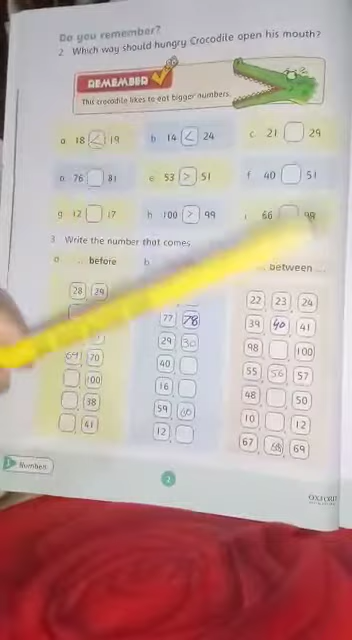 Do you remember?
2 Which way should hungry Crocodile open his mouth?
REMEMBER
This crocodile likes to eat bigger numbers.
a 18 < 19 b 14 < 24 c 21 29
76 81 e 53 > 51 f 40 51
g 12 17 h 100 > 99 66 99
3 Write the number that comes
a ... before b between ...
28 29 22 23 24
77 78 39 40 41
29 30 98 100
69 70 40 55 56 57
100 16 48 50
38 59 60 10 12
41 12 67 68 69
Number
2
OXFORD